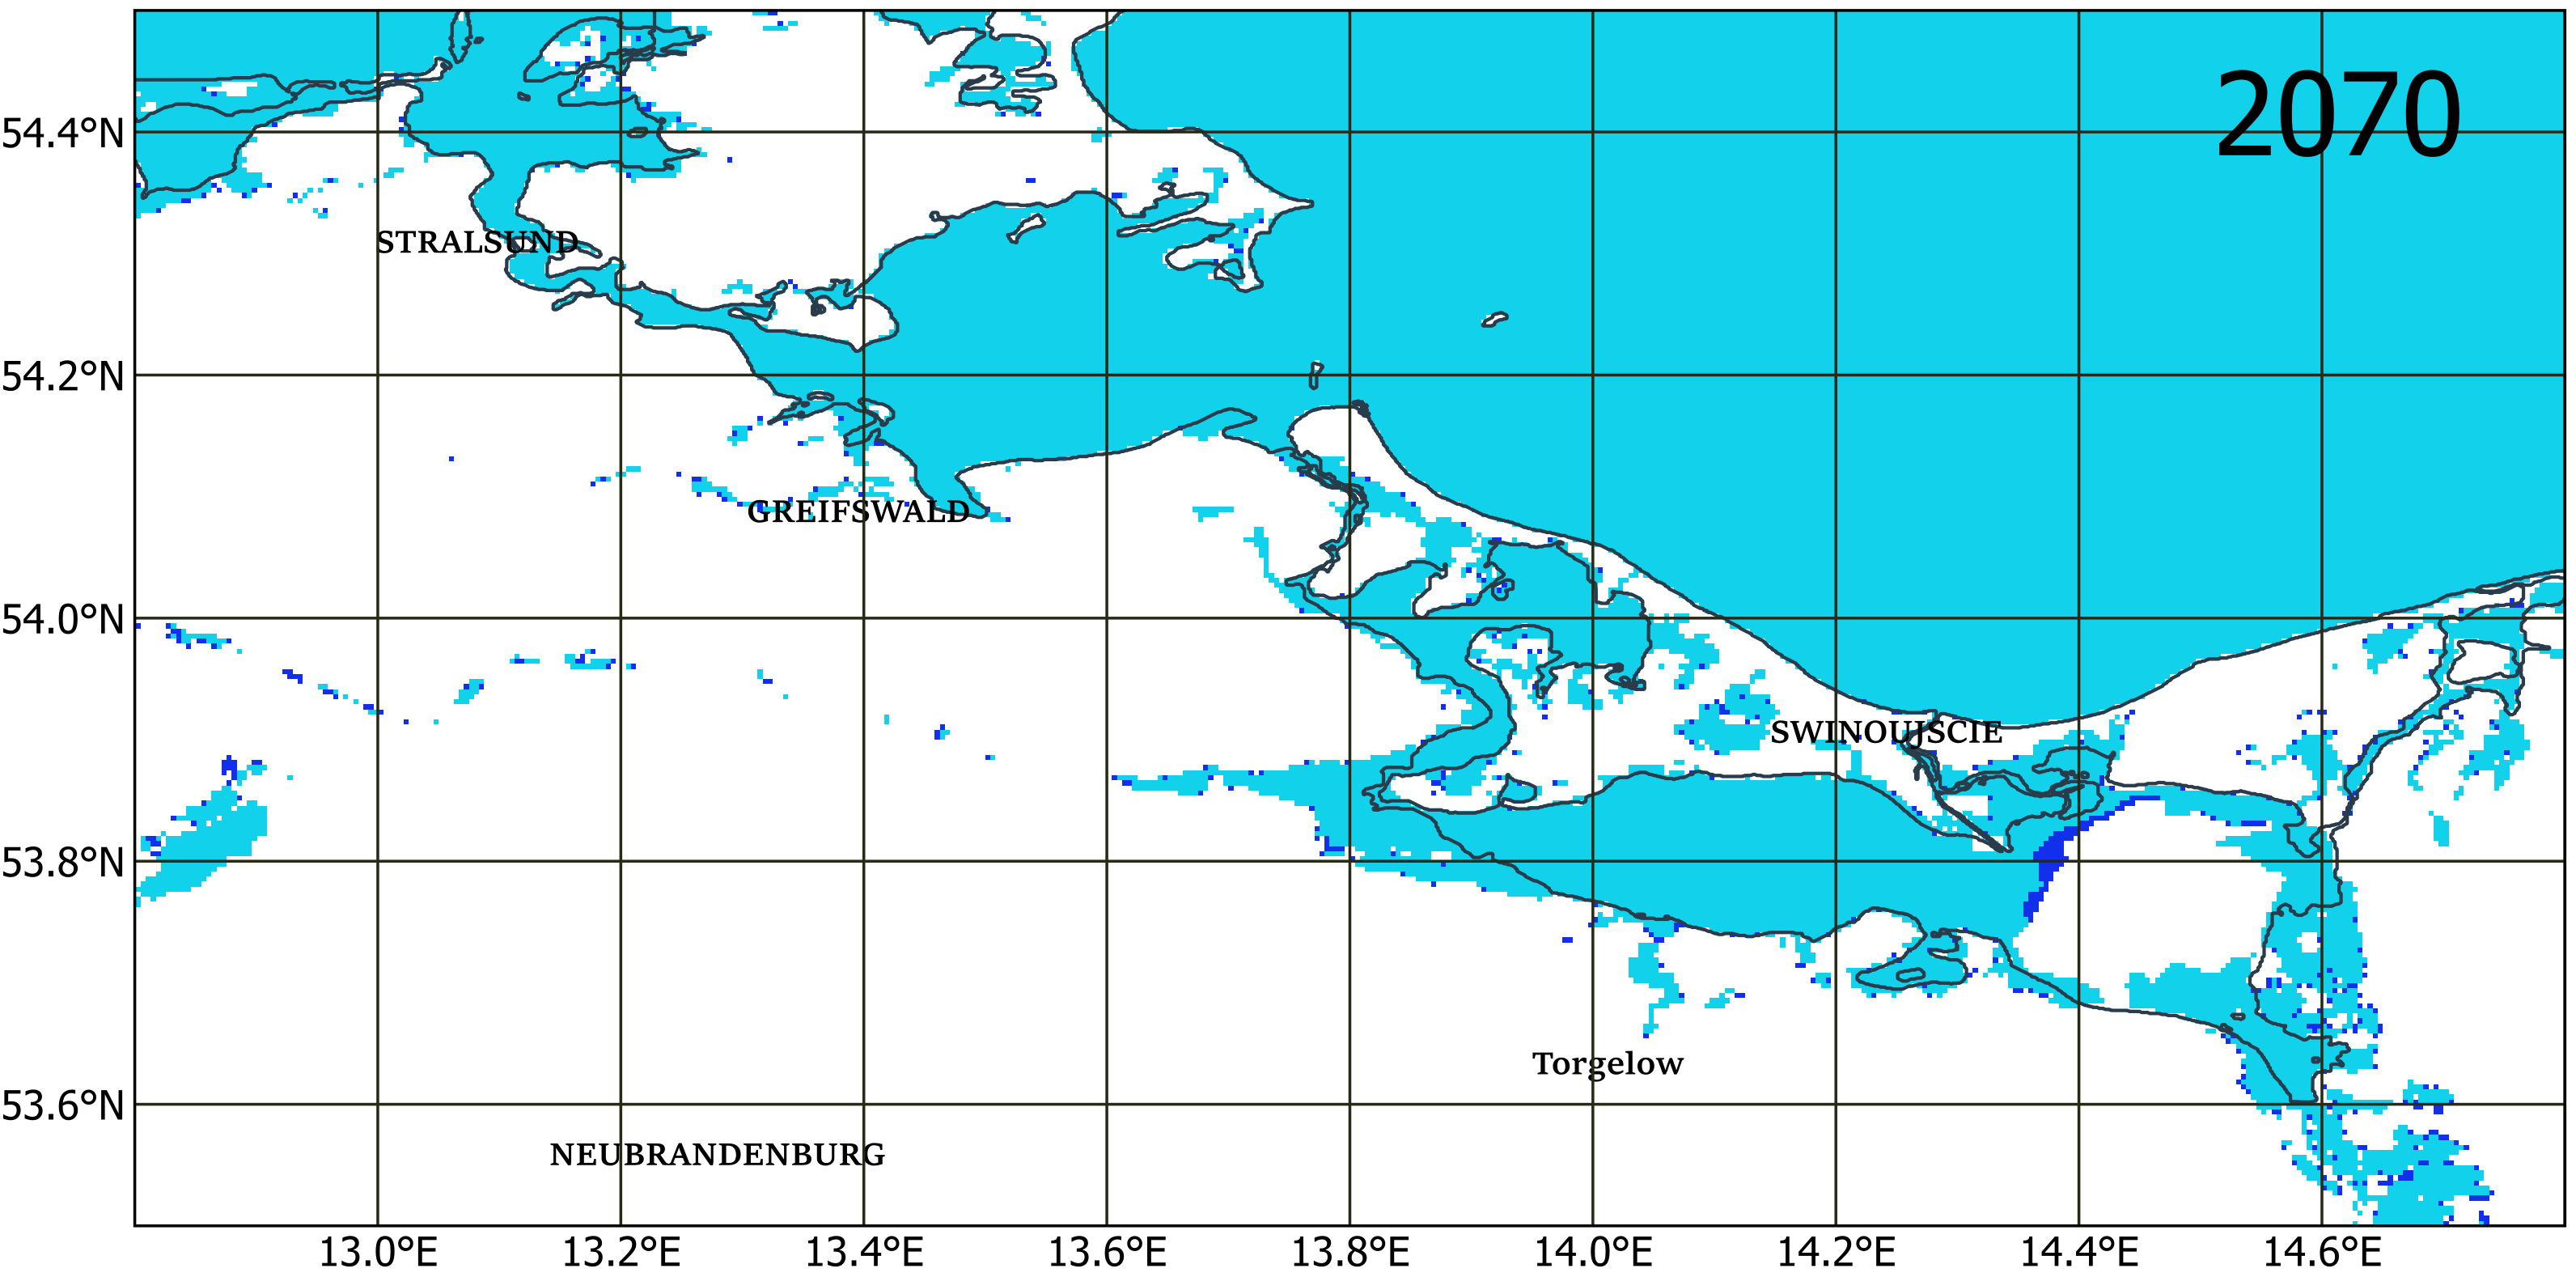 2070
54.4°N
STRALSUND
54.2°N
GREIFSWALD
54.0°N
SWINOUJSCIE
53.8°N
Torgelow
53.6°N
NEUBRANDENBURG
13.0°E 13.2°E 13.4°E 13.6°E 13.8°E 14.0°E 14.2°E 14.4°E 14.6°E